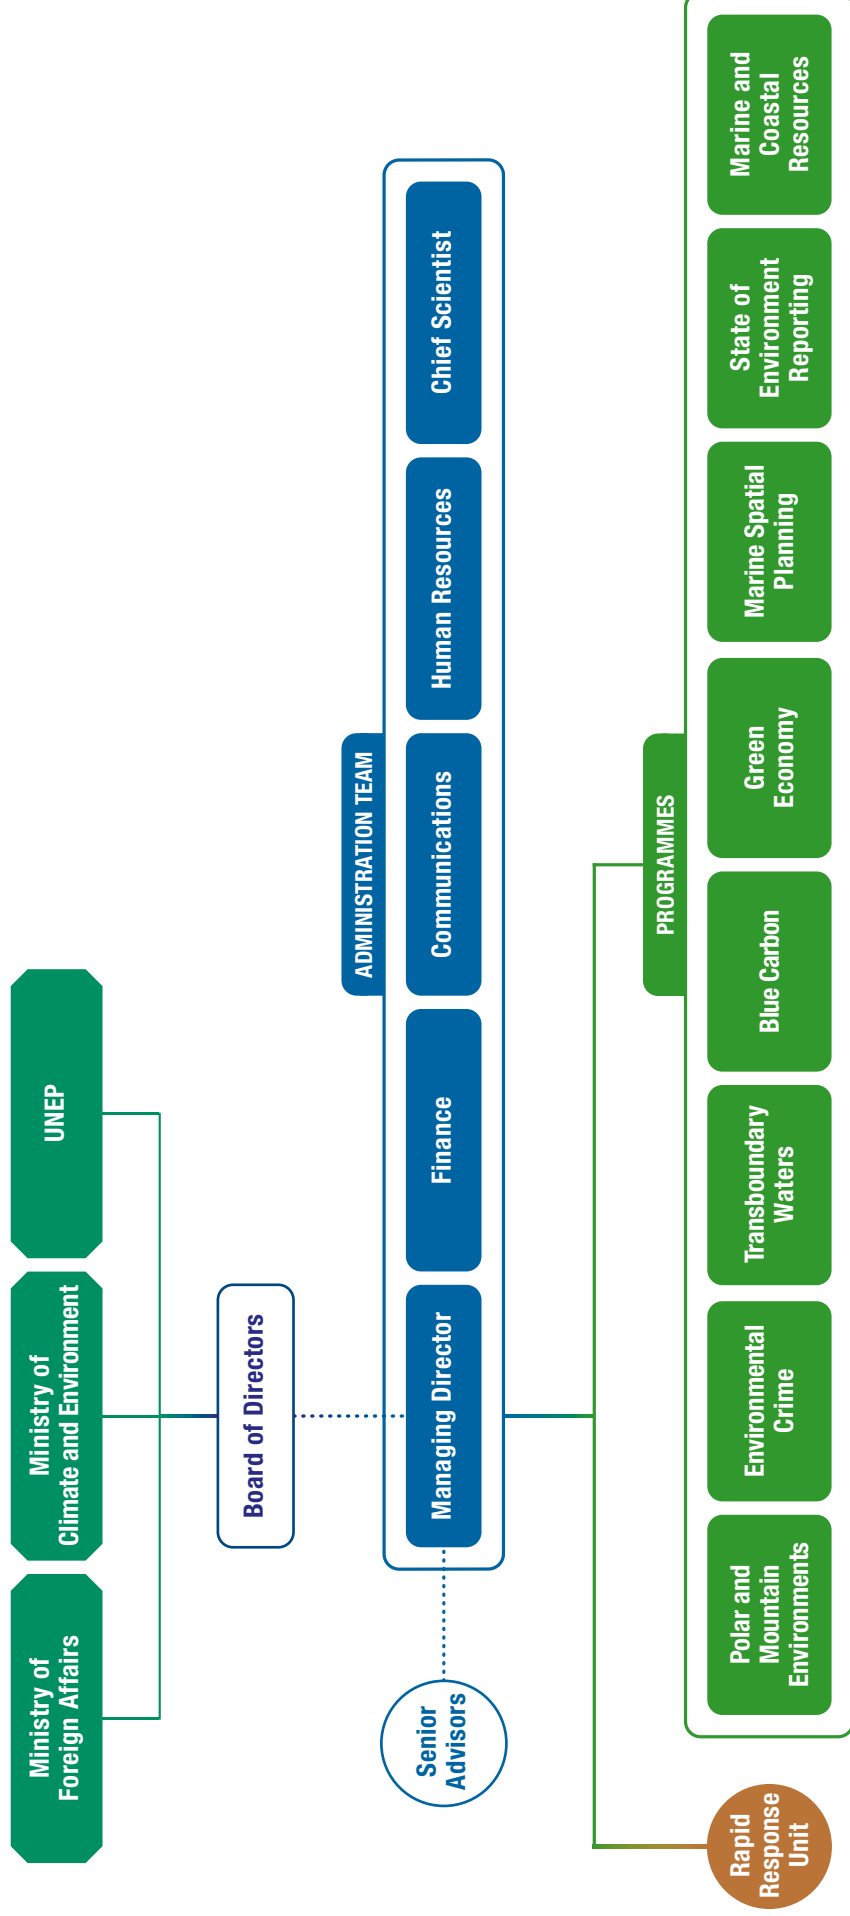 Ministry of
Foreign Affairs
Ministry of
Climate and Environment
UNEP
Board of Directors
ADMINISTRATION TEAM
Senior
Advisors
Managing Director
Finance
Communications
Human Resources
Chief Scientist
PROGRAMMES
Rapid
Response
Unit
Polar and
Mountain
Environments
Environmental
Crime
Transboundary
Waters
Blue Carbon
Green
Economy
Marine Spatial
Planning
State of
Environment
Reporting
Marine and
Coastal
Resources